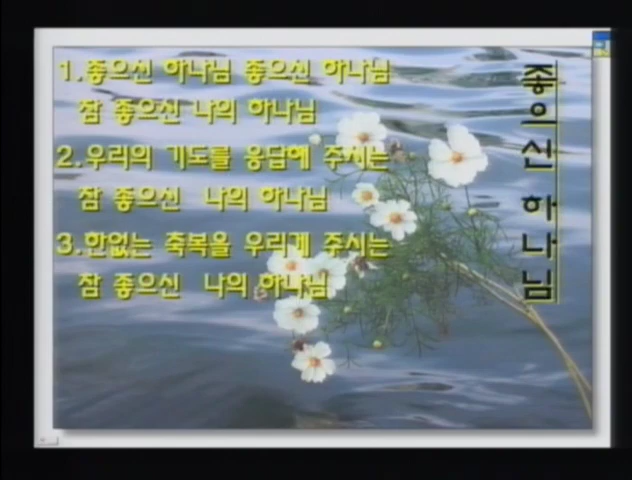 1.좋으신 하나님 좋으신 하나님
참 좋으신 나의 하나님
2.우리의 기도를 응답해 주시는
참 좋으신 나의 하나님
3.한없는 축복을 우리게 주시는
참 좋으신 나의 하나님
좋으신 하나님